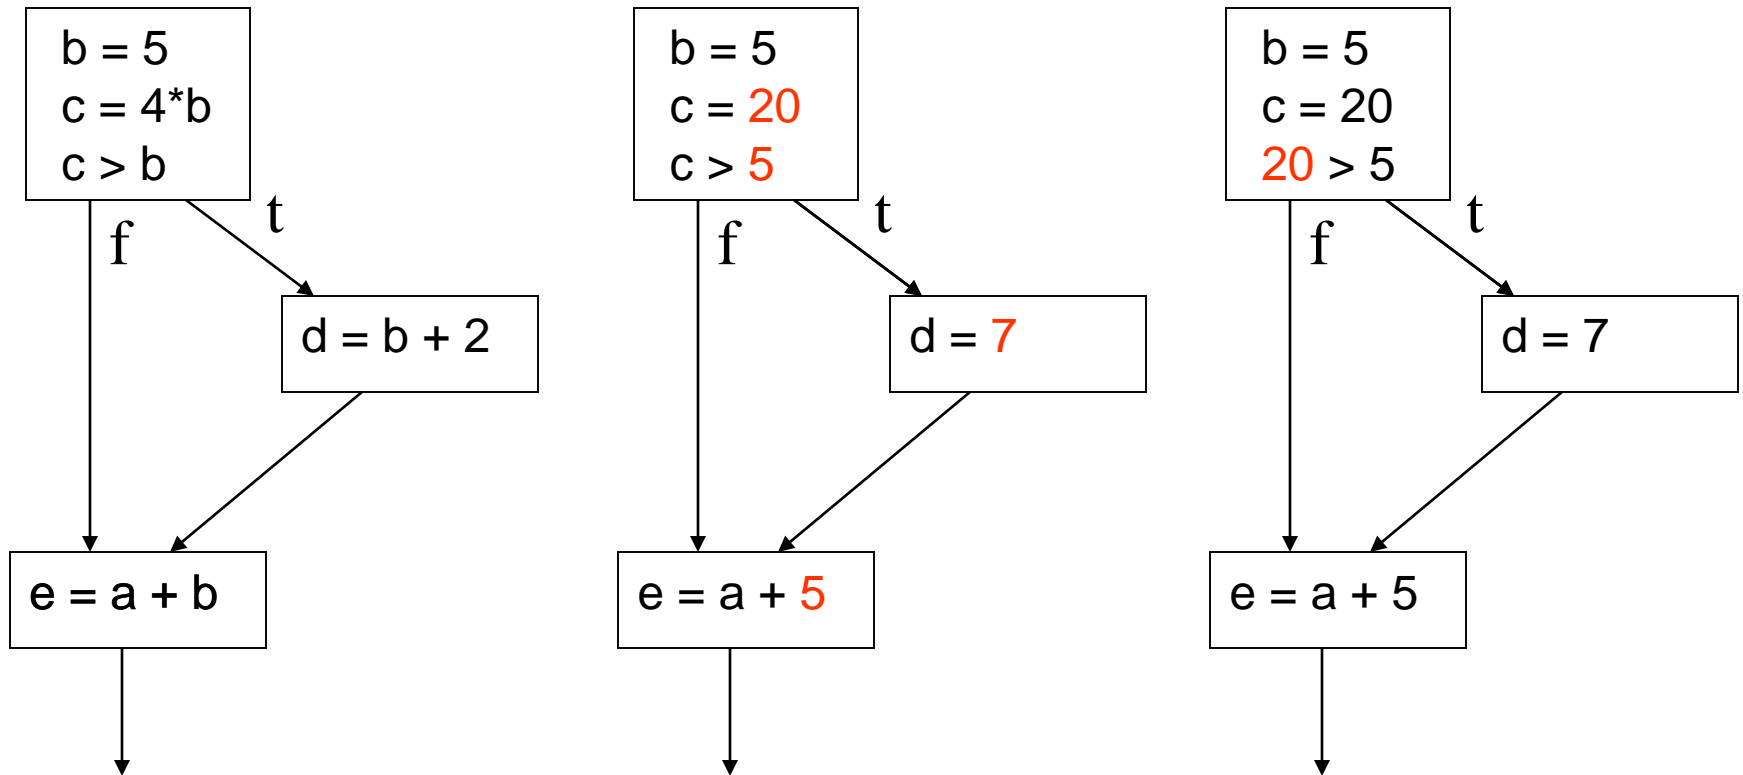 b = 5
c = 4*b
c > b
t
f
d = b + 2
e = a + b
b = 5
c = 20
c > 5
t
f
d = 7
e = a + 5
b = 5
c = 20
20 > 5
t
f
d = 7
e = a + 5